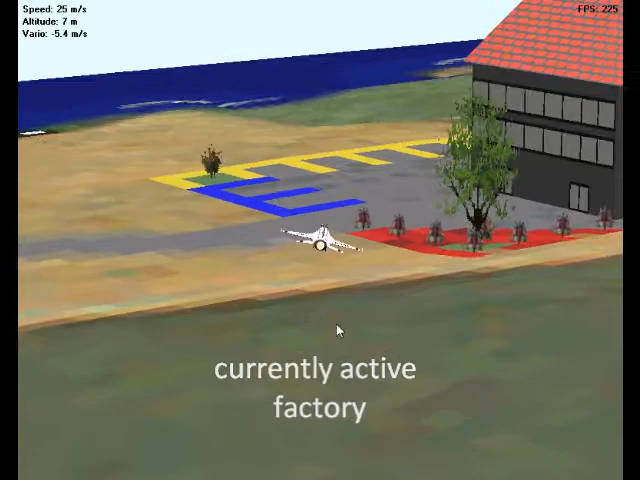 Speed: 25 m/s
Altitude: 7 m
Vario: -5.4 m/s
FPS: 225
currently active
factory